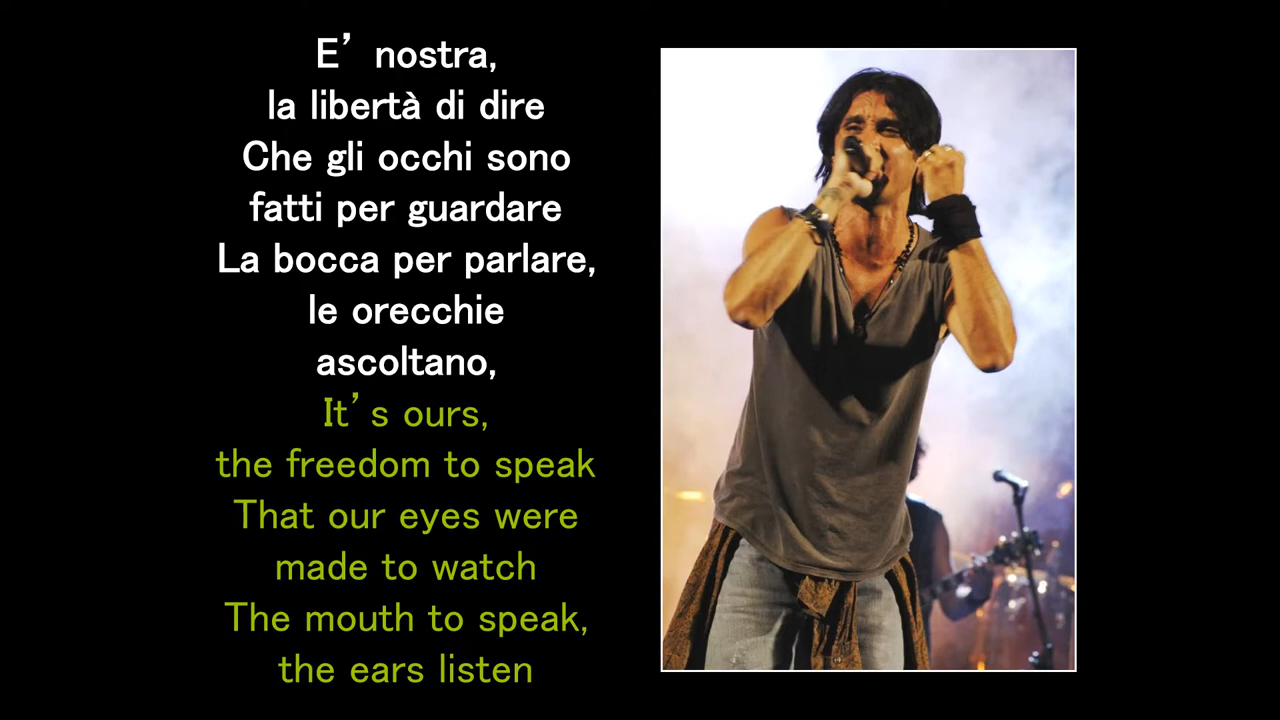 E’ nostra,
la libertà di dire
Che gli occhi sono
fatti per guardare
La bocca per parlare,
le orecchie
ascoltano,
It’s ours,
the freedom to speak
That our eyes were
made to watch
The mouth to speak,
the ears listen